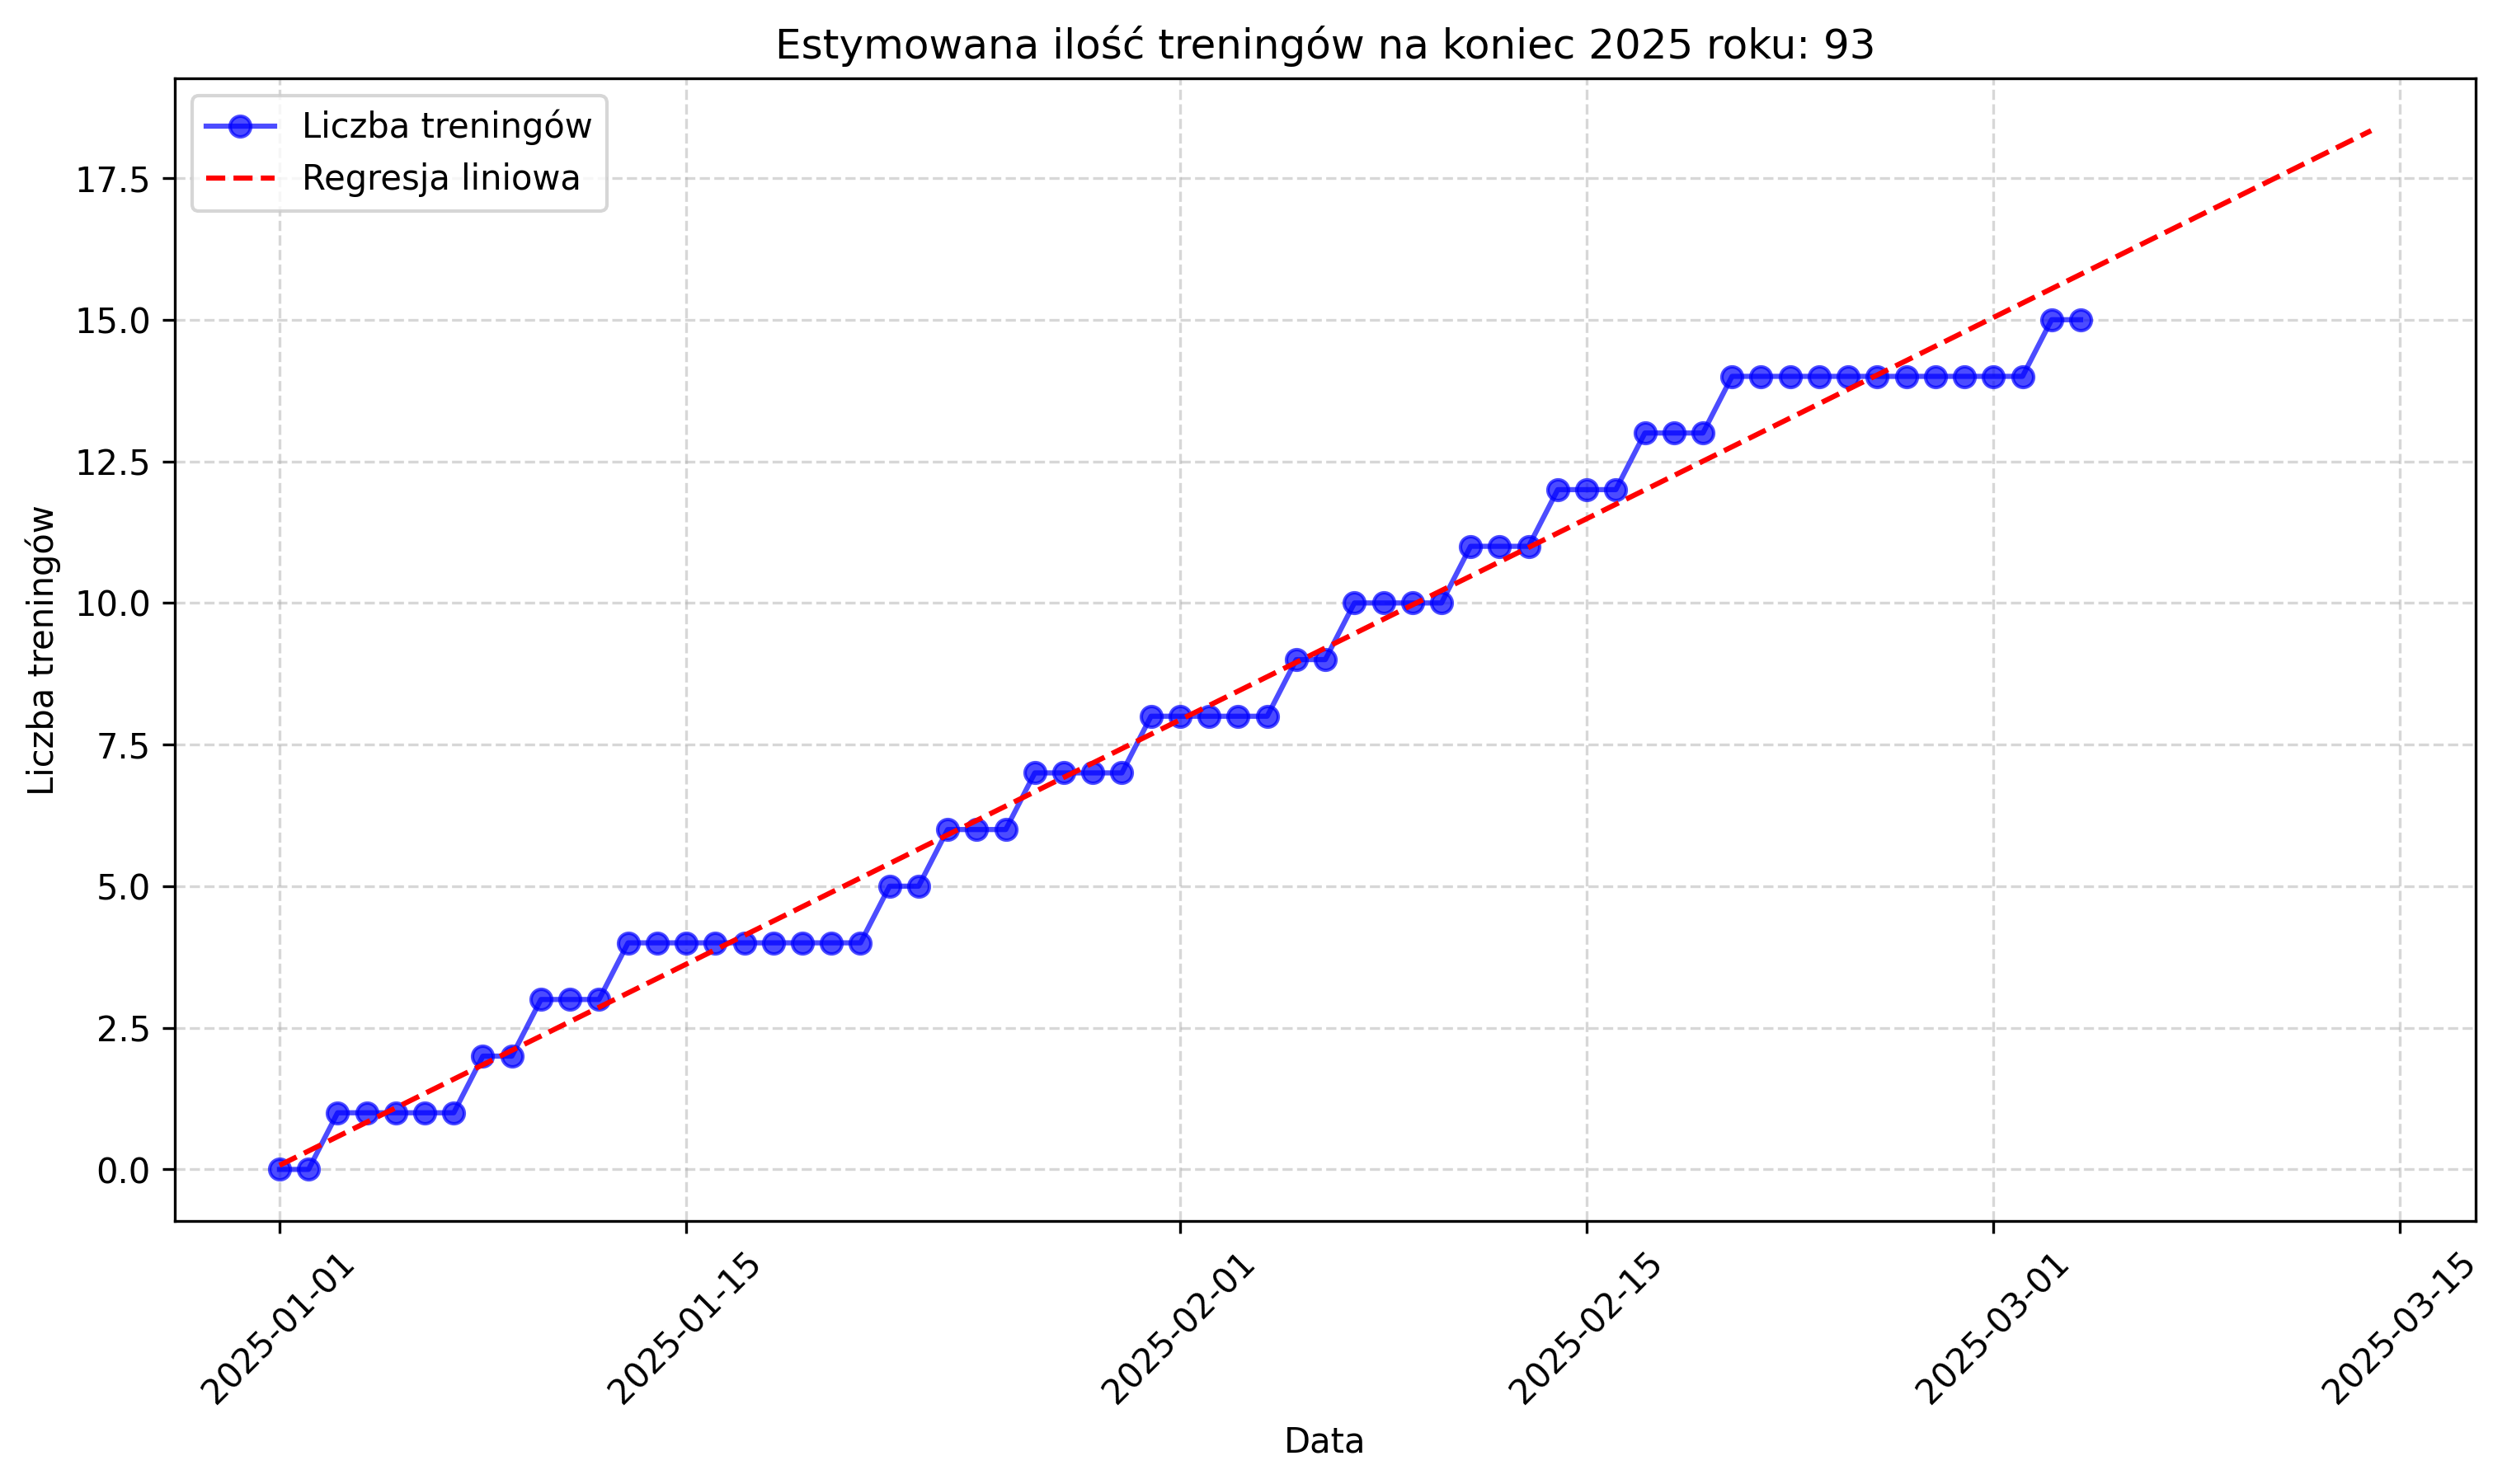 Estymowana ilość treningów na koniec 2025 roku: 93
Liczba treningów
Regresja liniowa
Liczba treningów
17.5
15.0
12.5
10.0
7.5
5.0
2.5
0.0
2025-01-01
2025-01-15
2025-02-01
2025-02-15
2025-03-01
2025-03-15
Data